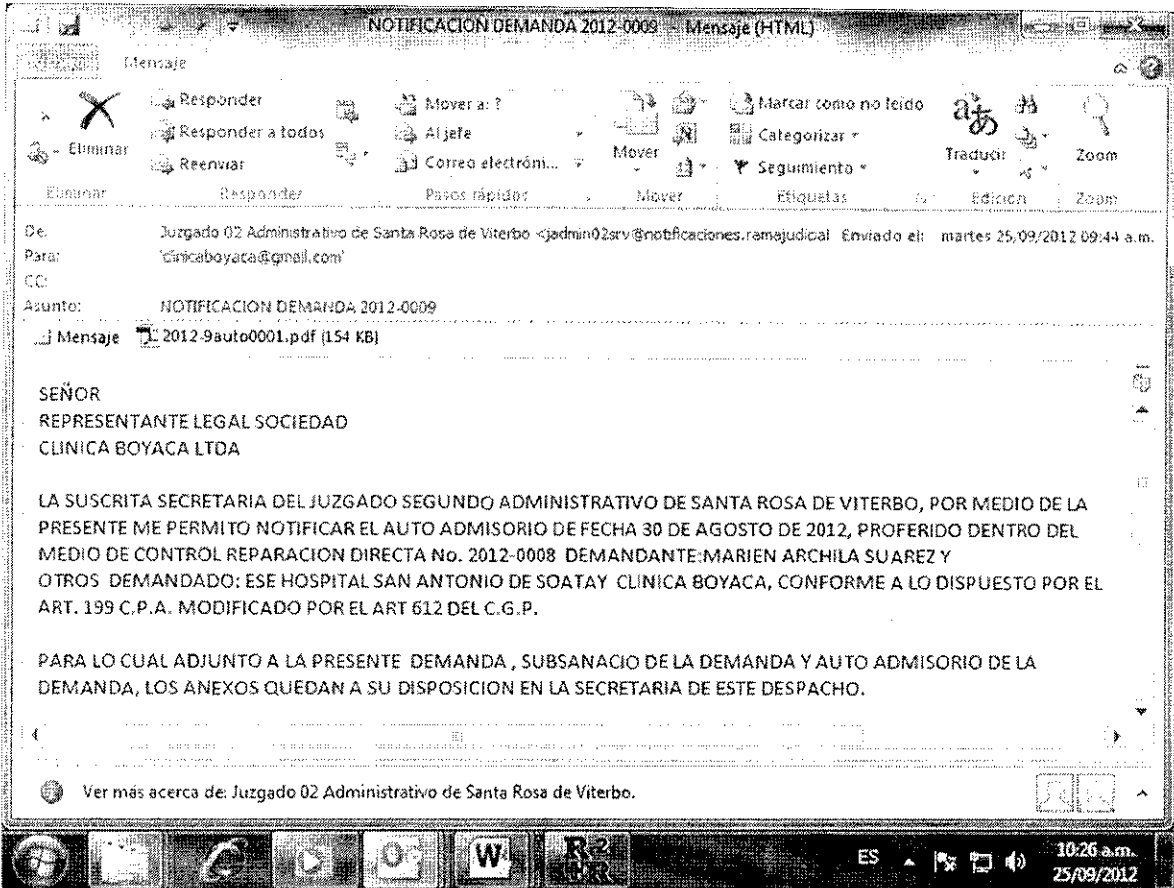 NOTIFICACION DEMANDA 2012-0009 - Mensaje (HTML)
Mensaje
Eliminar
Responder
Responder a todos
Reenviar
Mover a: ?
Al jefe
Correo electróni...
Mover
Marcar como no leído
Categorizar
Seguimiento
Traducir
Zoom
Eliminar Responder Pasos rápidos Mover Etiquetas Edición Zoom
De: Juzgado 02 Administrativo de Santa Rosa de Viterbo <jadmin02srv@notificaciones.ramajudicial Enviado el: martes 25/09/2012 09:44 a.m.
Para: 'clinicaboyaca@gmail.com'
CC:
Asunto: NOTIFICACION DEMANDA 2012-0009
Mensaje 2012-9auto0001.pdf (154 KB)
SEÑOR
REPRESENTANTE LEGAL SOCIEDAD
CLINICA BOYACA LTDA
LA SUSCRITA SECRETARIA DEL JUZGADO SEGUNDO ADMINISTRATIVO DE SANTA ROSA DE VITERBO, POR MEDIO DE LA
PRESENTE ME PERMITO NOTIFICAR EL AUTO ADMISORIO DE FECHA 30 DE AGOSTO DE 2012, PROFERIDO DENTRO DEL
MEDIO DE CONTROL REPARACION DIRECTA No. 2012-0008 DEMANDANTE:MARIEN ARCHILA SUAREZ Y
OTROS DEMANDADO: ESE HOSPITAL SAN ANTONIO DE SOATAY CLINICA BOYACA, CONFORME A LO DISPUESTO POR EL
ART. 199 C.P.A. MODIFICADO POR EL ART 612 DEL C.G.P.
PARA LO CUAL ADJUNTO A LA PRESENTE DEMANDA , SUBSANACIO DE LA DEMANDA Y AUTO ADMISORIO DE LA
DEMANDA, LOS ANEXOS QUEDAN A SU DISPOSICION EN LA SECRETARIA DE ESTE DESPACHO.
Ver más acerca de: Juzgado 02 Administrativo de Santa Rosa de Viterbo.
ES
10:26 a.m.
25/09/2012